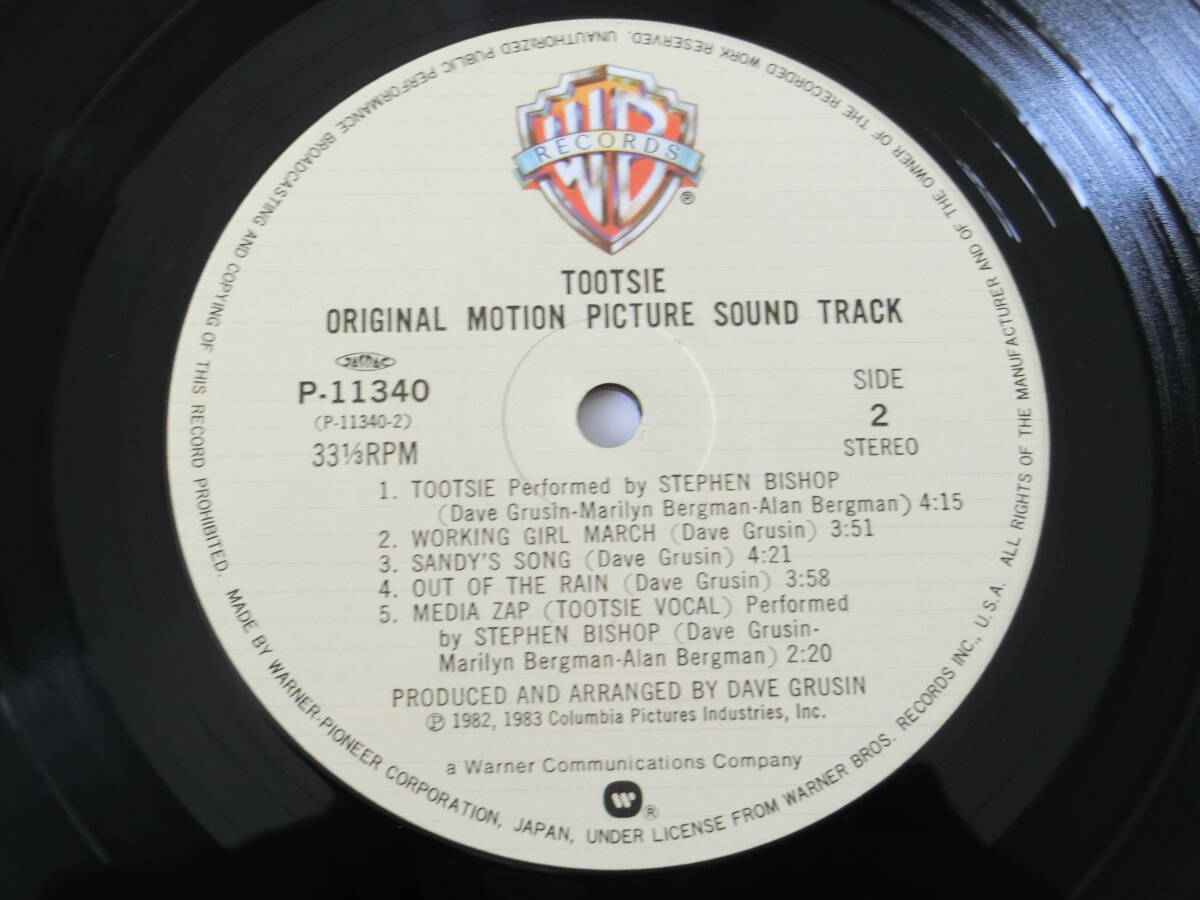 WB
RECORDS
®
TOOTSIE
ORIGINAL MOTION PICTURE SOUND TRACK
JASRAC
P-11340
(P-11340-2)
33⅓RPM
SIDE
2
STEREO
1. TOOTSIE Performed by STEPHEN BISHOP
(Dave Grusin-Marilyn Bergman-Alan Bergman) 4:15
2. WORKING GIRL MARCH (Dave Grusin) 3:51
3. SANDY'S SONG (Dave Grusin) 4:21
4. OUT OF THE RAIN (Dave Grusin) 3:58
5. MEDIA ZAP (TOOTSIE VOCAL) Performed
by STEPHEN BISHOP (Dave Grusin-
Marilyn Bergman-Alan Bergman) 2:20
PRODUCED AND ARRANGED BY DAVE GRUSIN
℗ 1982, 1983 Columbia Pictures Industries, Inc.
a Warner Communications Company
®
MADE BY WARNER-PIONEER CORPORATION, JAPAN, UNDER LICENSE FROM WARNER BROS. RECORDS INC., U.S.A. ALL RIGHTS OF THE MANUFACTURER AND OF THE OWNER OF THE RECORDED WORK RESERVED. UNAUTHORIZED PUBLIC PERFORMANCE BROADCASTING AND COPYING OF THIS RECORD PROHIBITED.